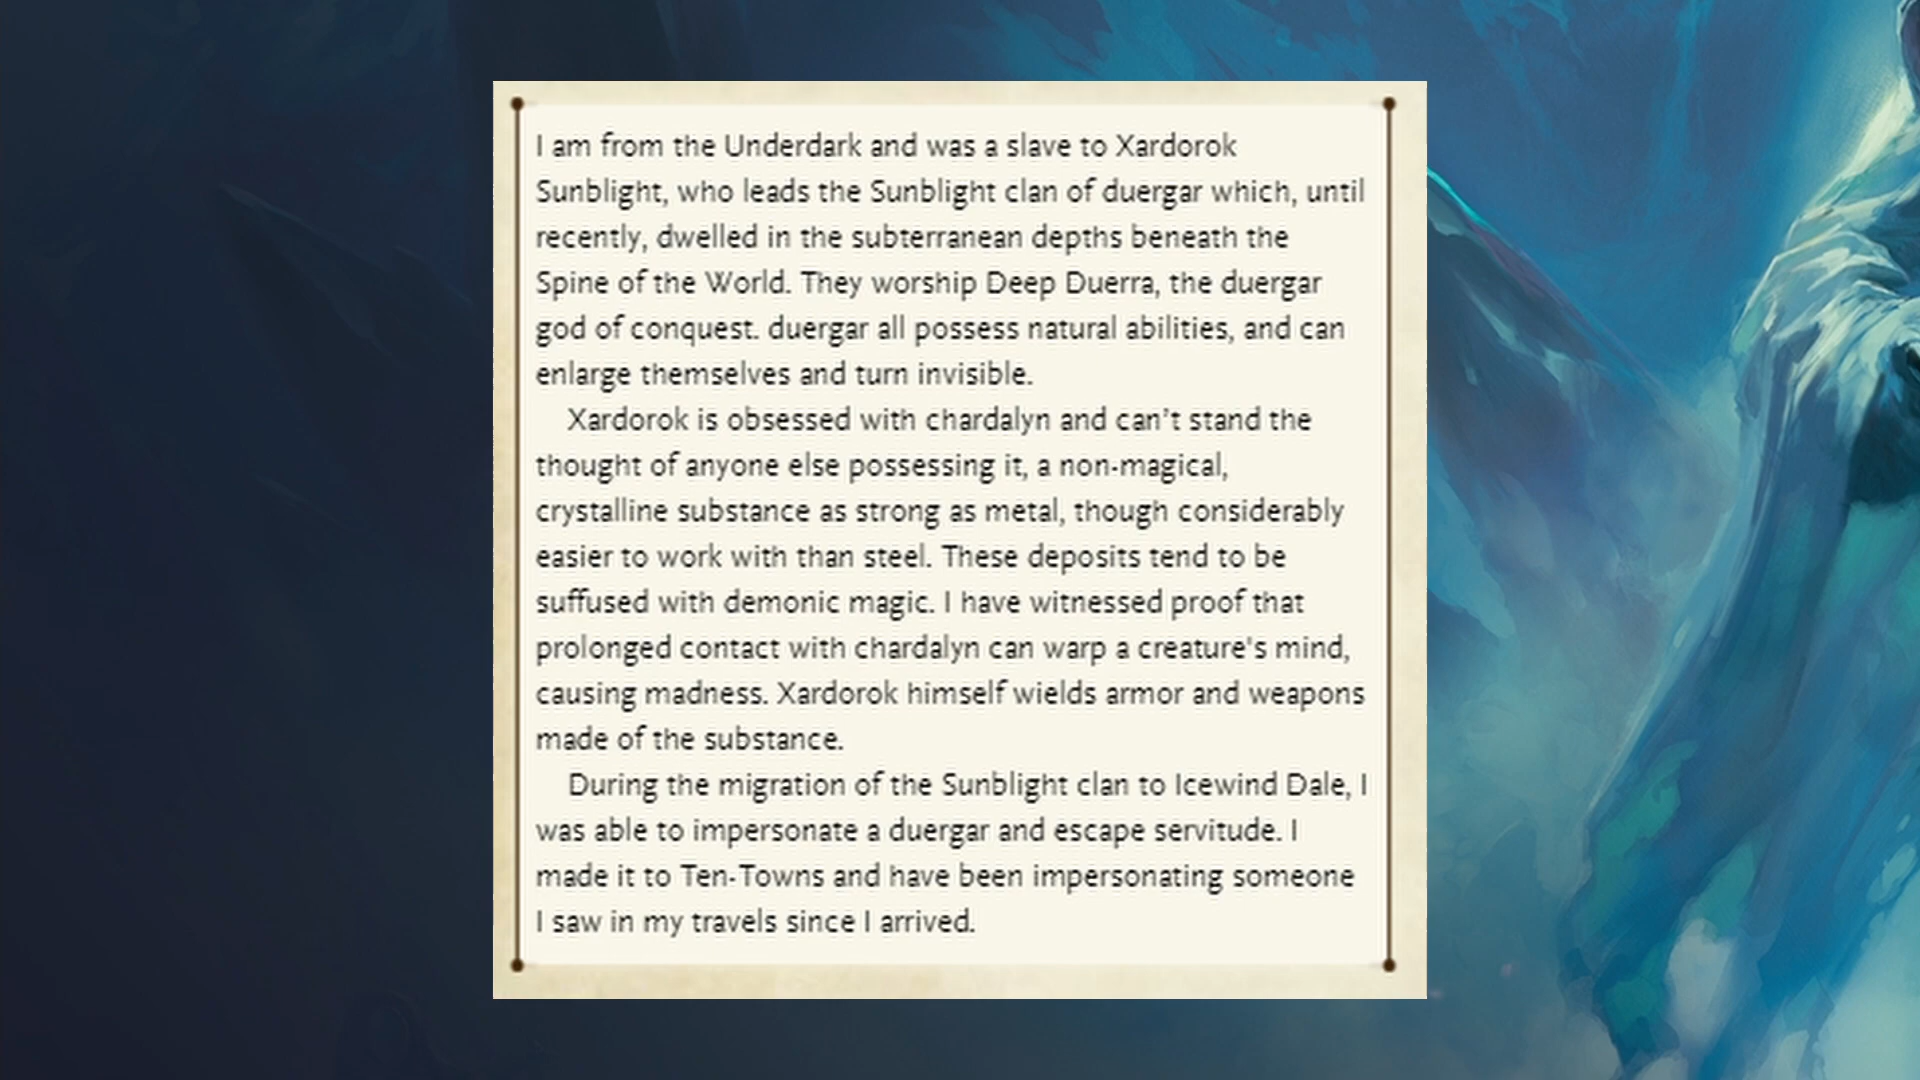 I am from the Underdark and was a slave to Xardorok
Sunblight, who leads the Sunblight clan of duergar which, until
recently, dwelled in the subterranean depths beneath the
Spine of the World. They worship Deep Duerra, the duergar
god of conquest. duergar all possess natural abilities, and can
enlarge themselves and turn invisible.
Xardorok is obsessed with chardalyn and can't stand the
thought of anyone else possessing it, a non-magical,
crystalline substance as strong as metal, though considerably
easier to work with than steel. These deposits tend to be
suffused with demonic magic. I have witnessed proof that
prolonged contact with chardalyn can warp a creature's mind,
causing madness. Xardorok himself wields armor and weapons
made of the substance.
During the migration of the Sunblight clan to Icewind Dale, I
was able to impersonate a duergar and escape servitude. I
made it to Ten-Towns and have been impersonating someone
I saw in my travels since I arrived.